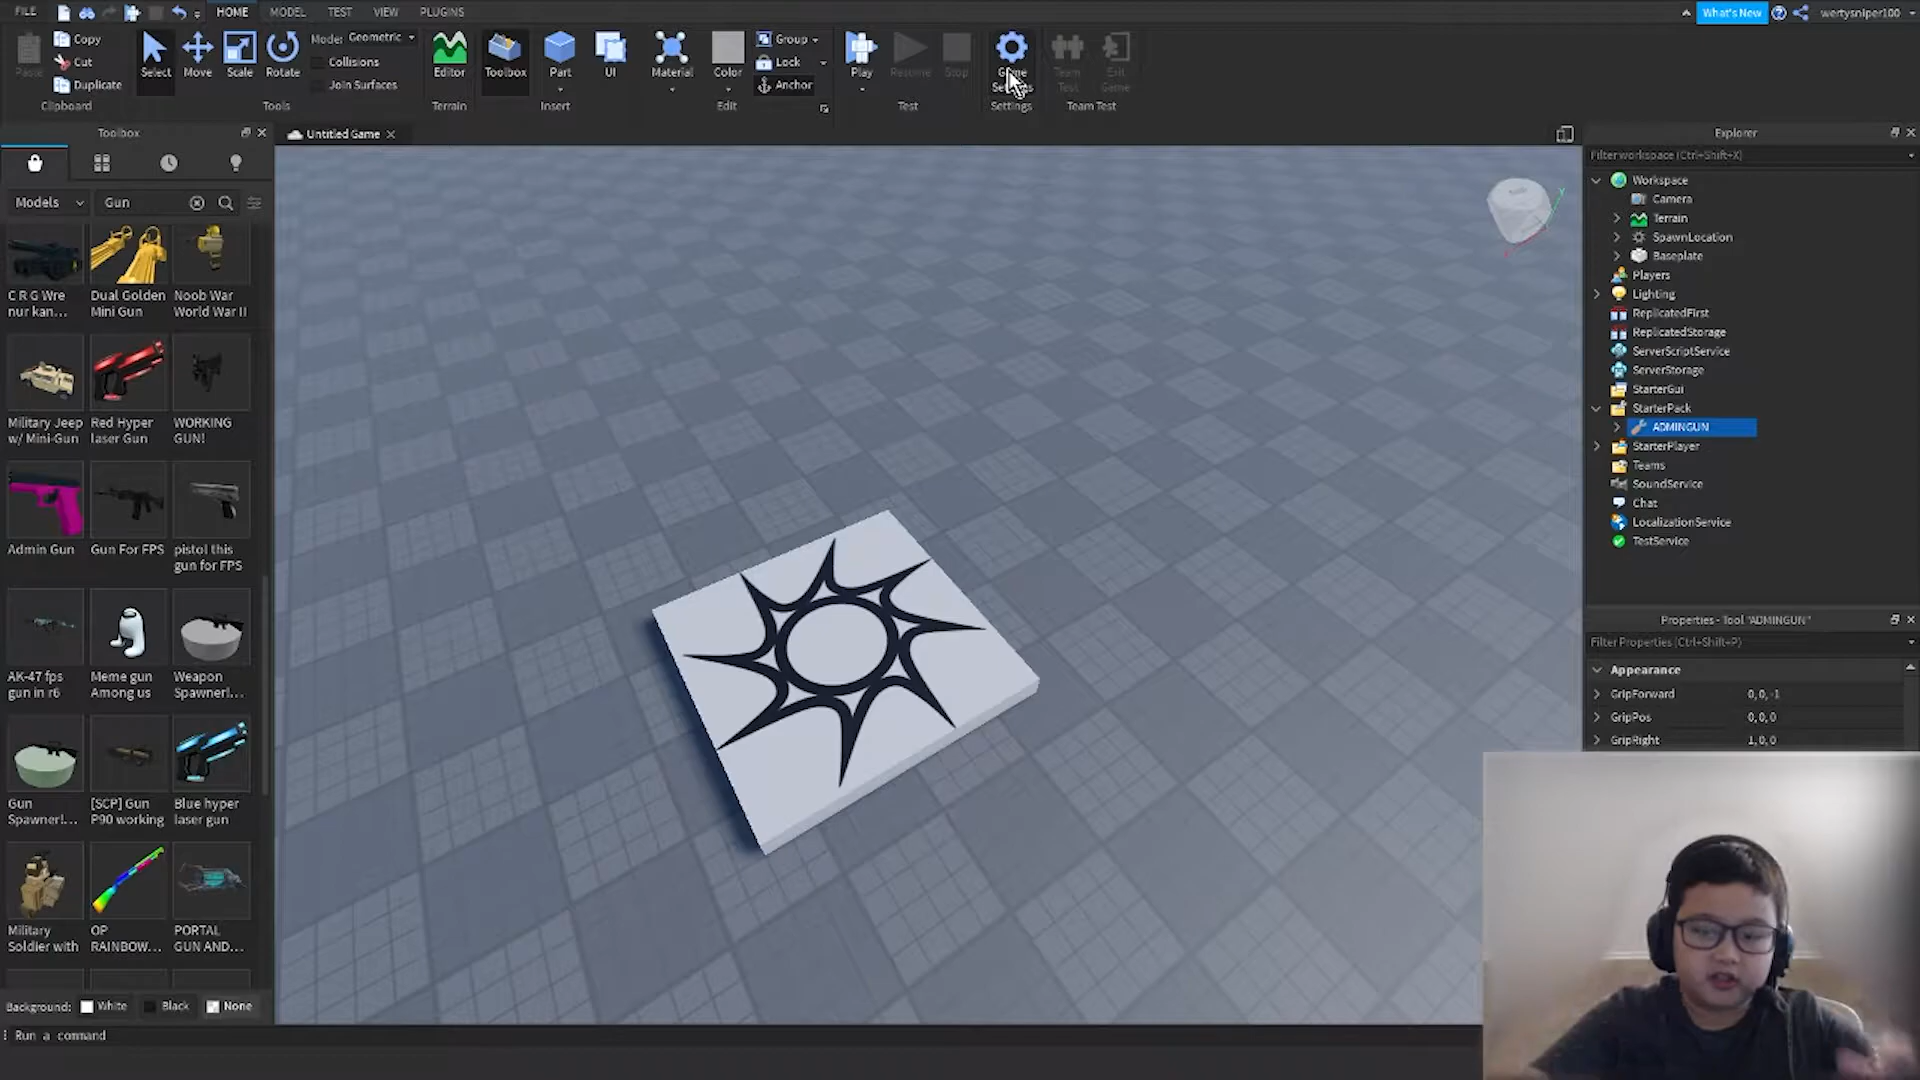 FILE HOME MODEL TEST VIEW PLUGINS What's New wertysniper100
Copy
Cut
Paste Duplicate
Clipboard
Select Move Scale Rotate
Mode: Geometric
Collisions
Join Surfaces
Tools
Editor
Terrain
Toolbox Part UI
Insert
Material Color
Group
Lock
Anchor
Edit
Play Resume Stop
Test
Game
Settings
Settings
Team
Test
Exit
Game
Team Test
Toolbox
Untitled Game
Models Gun
C R G Wre
nur kan...
Dual Golden
Mini Gun
Noob War
World War II
Military Jeep
w/ Mini-Gun
Red Hyper
laser Gun
WORKING
GUN!
Admin Gun
Gun For FPS
pistol this
gun for FPS
AK-47 fps
gun in r6
Meme gun
Among us
Weapon
Spawner!...
Gun
Spawner!...
[SCP] Gun
P90 working
Blue hyper
laser gun
Military
Soldier with
OP
RAINBOW...
PORTAL
GUN AND...
Background: White Black None
Run a command
Explorer
Filter workspace (Ctrl+Shift+X)
Workspace
Camera
Terrain
SpawnLocation
Baseplate
Players
Lighting
ReplicatedFirst
ReplicatedStorage
ServerScriptService
ServerStorage
StarterGui
StarterPack
ADMINGUN
StarterPlayer
Teams
SoundService
Chat
LocalizationService
TestService
Properties - Tool "ADMINGUN"
Filter Properties (Ctrl+Shift+P)
Appearance
GripForward 0,0,-1
GripPos 0,0,0
GripRight 1,0,0